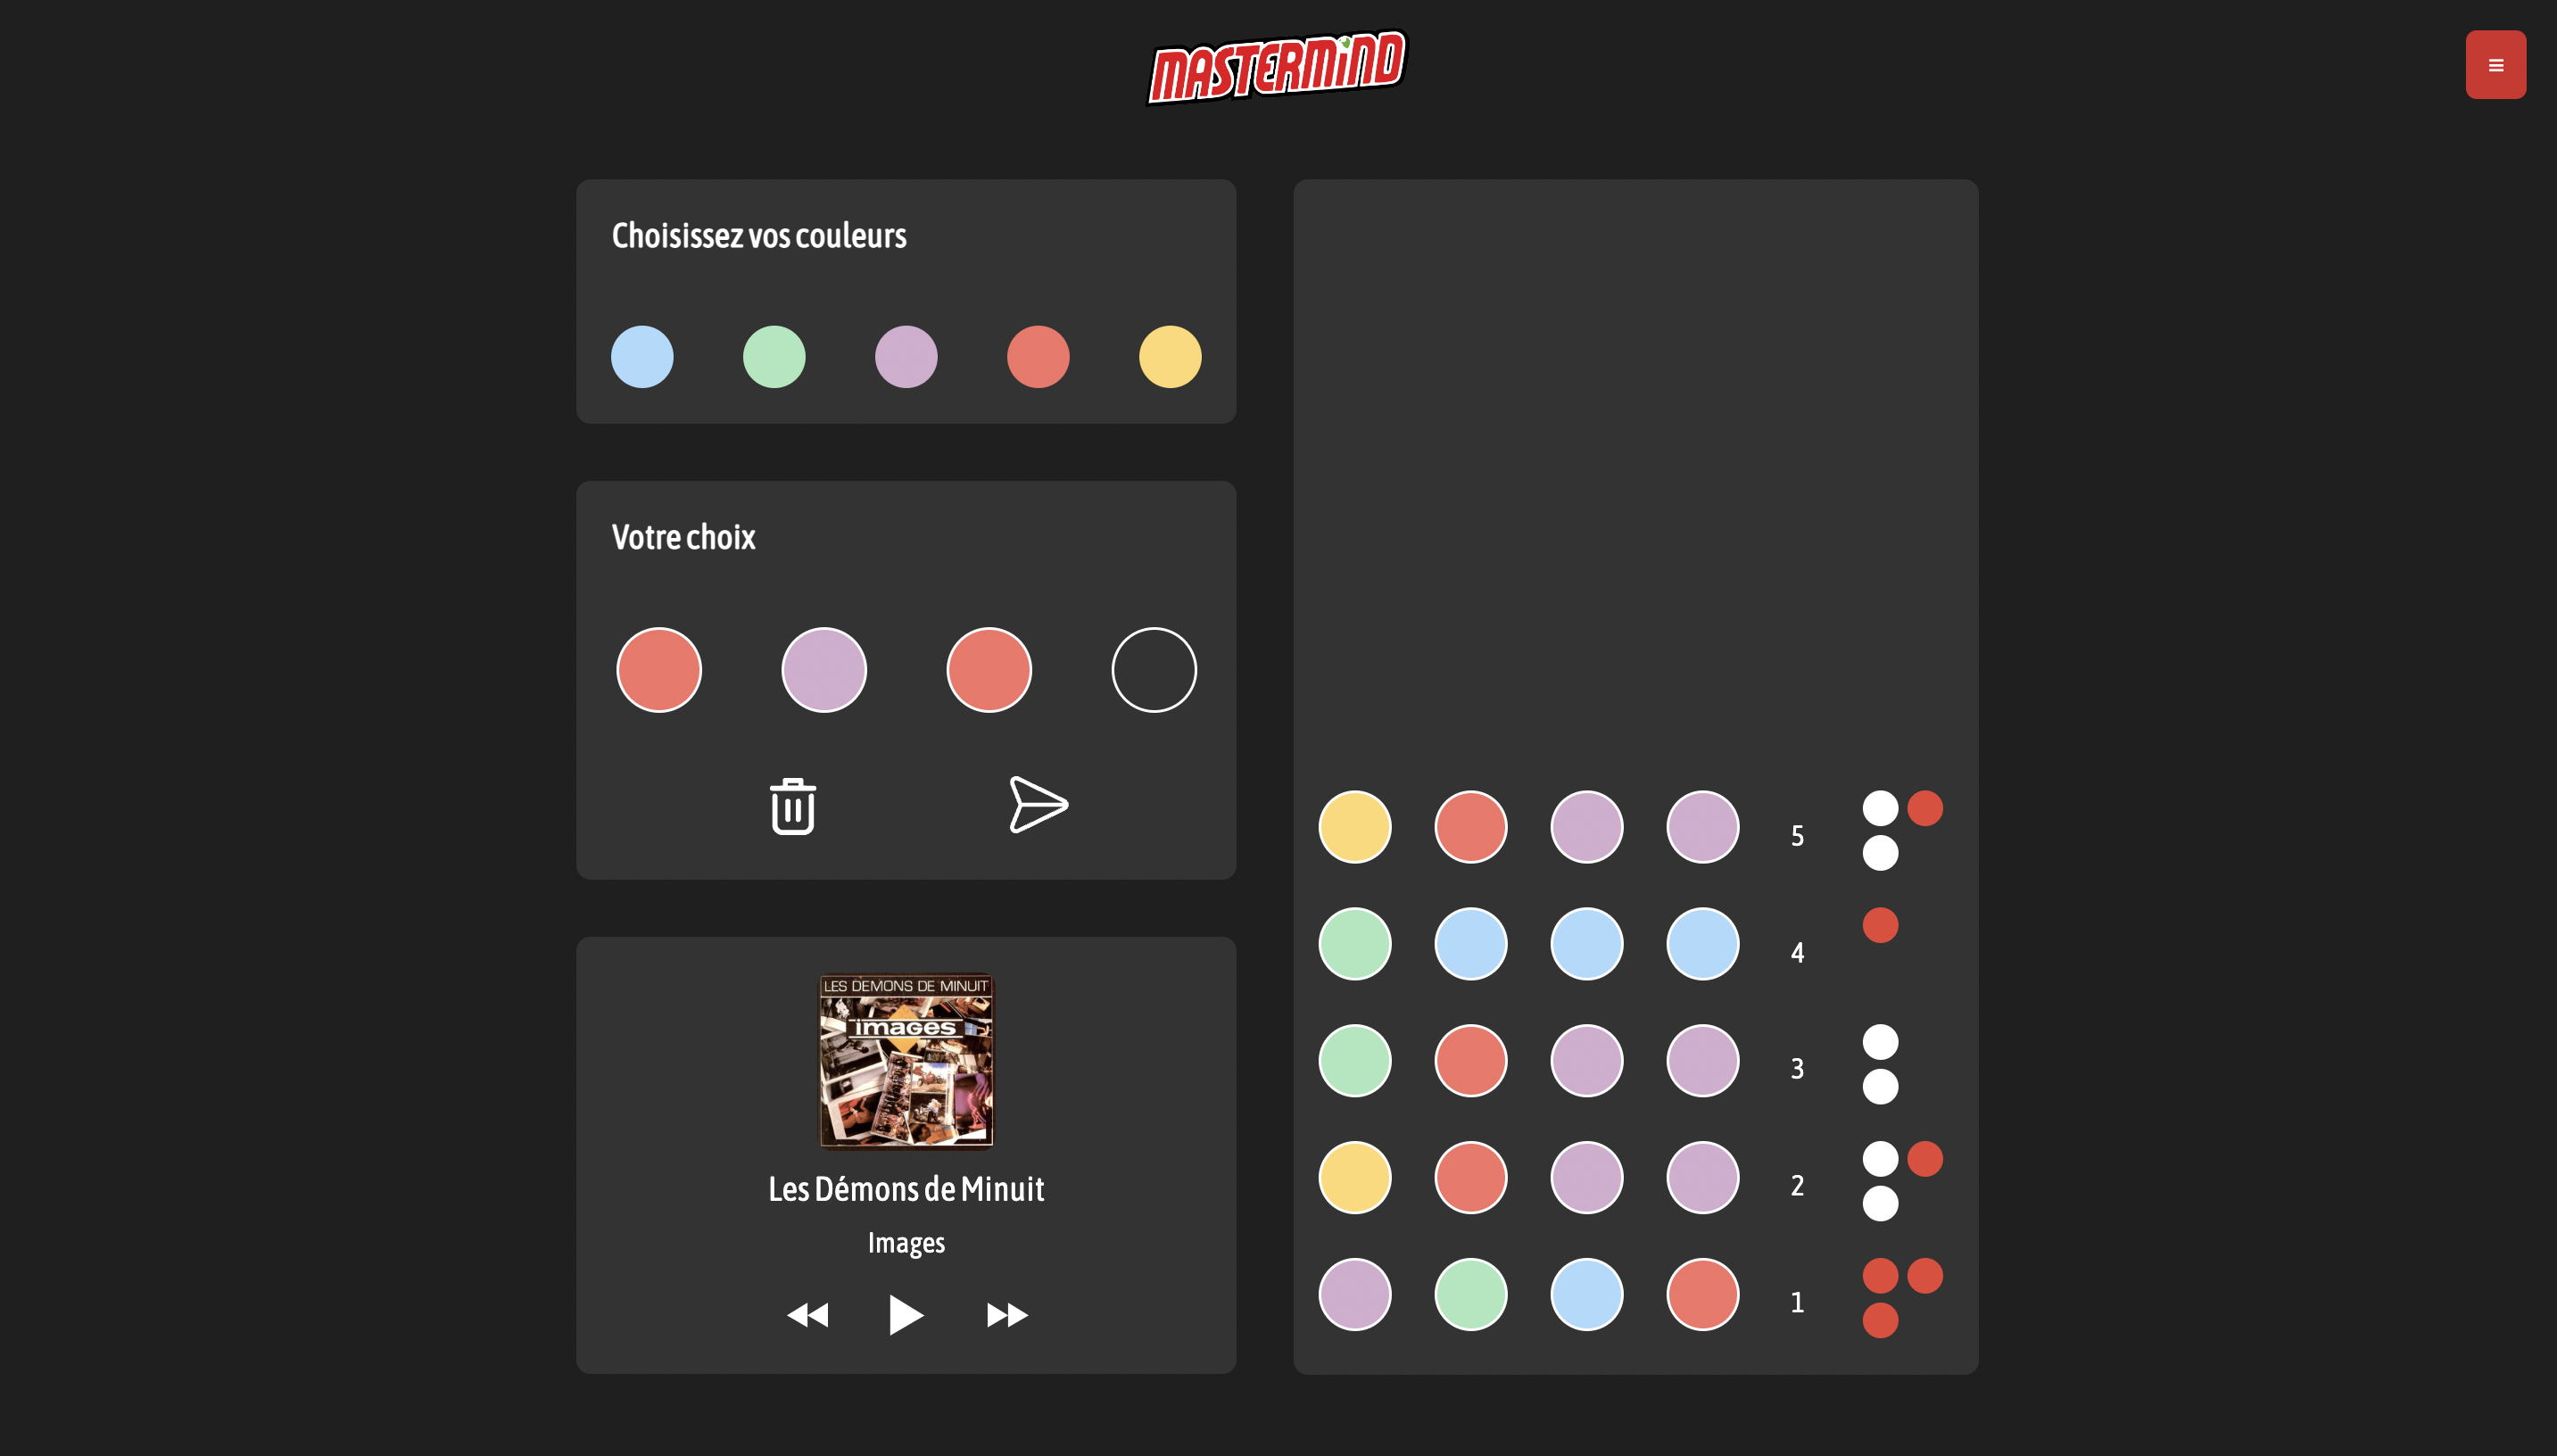 MASTERMIND
Choisissez vos couleurs
Votre choix
LES DEMONS DE MINUIT
images
Les Démons de Minuit
Images
5
4
3
2
1